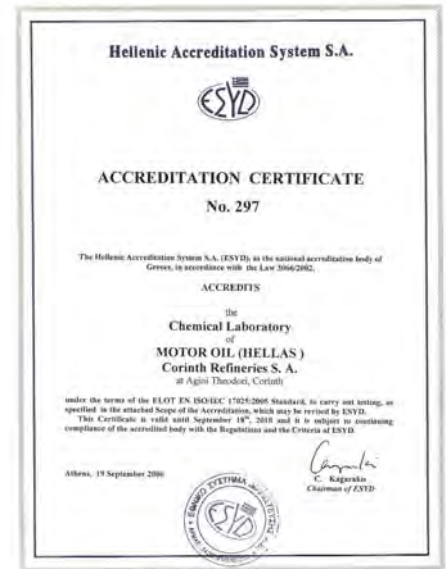 Hellenic Accreditation System S.A.
ESYD
ACCREDITATION CERTIFICATE
No. 297
The Hellenic Accreditation System S.A. (ESYD), as the national accreditation body of
Greece, in accordance with the Law 3066/2002,
ACCREDITS
the
Chemical Laboratory
of
MOTOR OIL (HELLAS )
Corinth Refineries S. A.
at Agioi Theodori, Corinth
under the terms of the ELOT EN ISO/IEC 17025:2005 Standard, to carry out testing, as
specified in the attached Scope of the Accreditation, which may be revised by ESYD.
This Certificate is valid until September 18th, 2010 and it is subject to continuing
compliance of the accredited body with the Regulations and the Criteria of ESYD.
Athens, 19 September 2006
C. Kagarakis
Chairman of ESYD
ΕΘΝΙΚΟ ΣΥΣΤΗΜΑ
ESYD